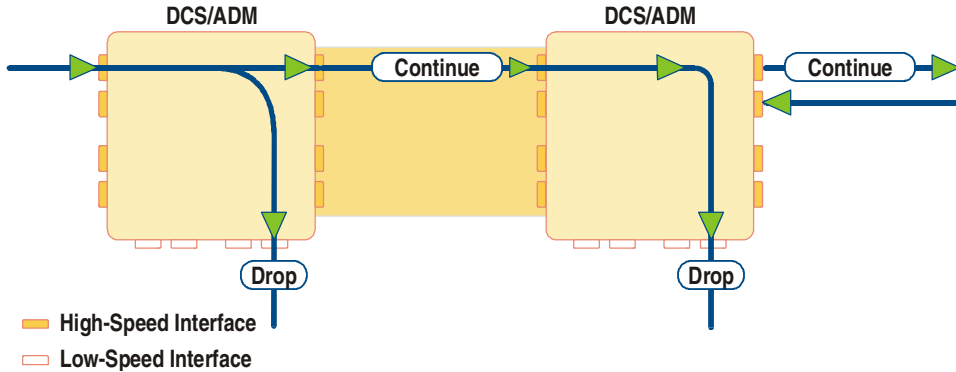 DCS/ADM
DCS/ADM
Continue
Continue
Drop
Drop
High-Speed Interface
Low-Speed Interface